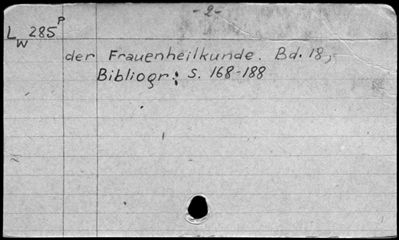 -2-
L W 285 P
der Frauenheilkunde. Bd. 18,
Bibliogr.: S. 168-188